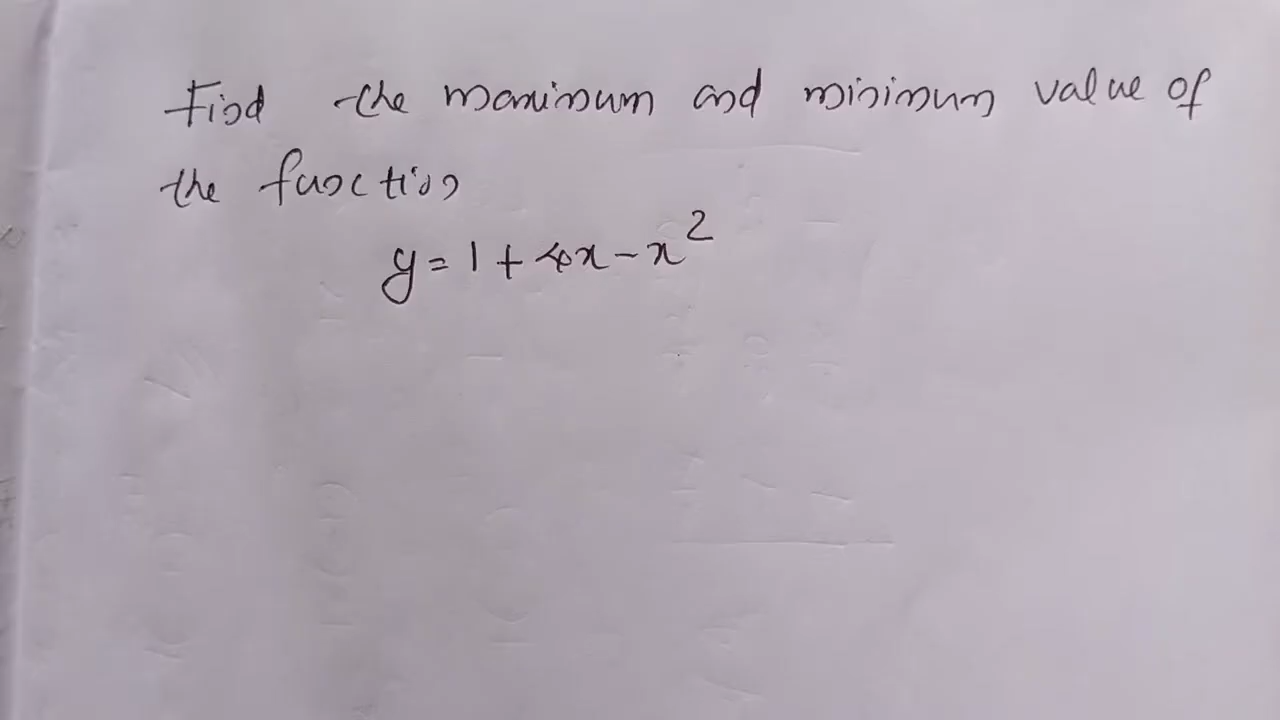 Find the maximum and minimum value of
the function
y = 1 + 4x - x²